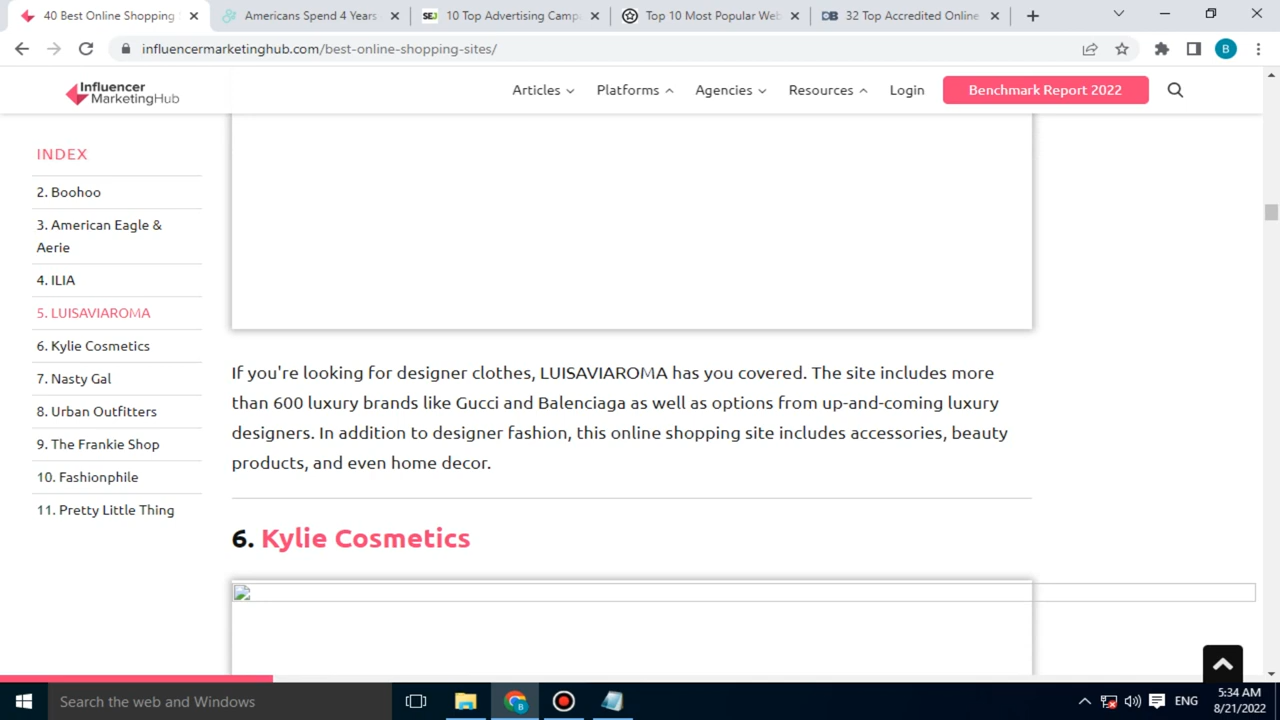 40 Best Online Shopping
Americans Spend 4 Years
SEJ
10 Top Advertising Camp
Top 10 Most Popular Web
DB
32 Top Accredited Online
influencermarketinghub.com/best-online-shopping-sites/
B
Influencer
MarketingHub
Articles
Platforms
Agencies
Resources
Login
Benchmark Report 2022
INDEX
2. Boohoo
3. American Eagle &
Aerie
4. ILIA
5. LUISAVIAROMA
6. Kylie Cosmetics
7. Nasty Gal
8. Urban Outfitters
9. The Frankie Shop
10. Fashionphile
11. Pretty Little Thing
If you're looking for designer clothes, LUISAVIAROMA has you covered. The site includes more
than 600 luxury brands like Gucci and Balenciaga as well as options from up-and-coming luxury
designers. In addition to designer fashion, this online shopping site includes accessories, beauty
products, and even home decor.
6. Kylie Cosmetics
Search the web and Windows
B
ENG
5:34 AM
8/21/2022